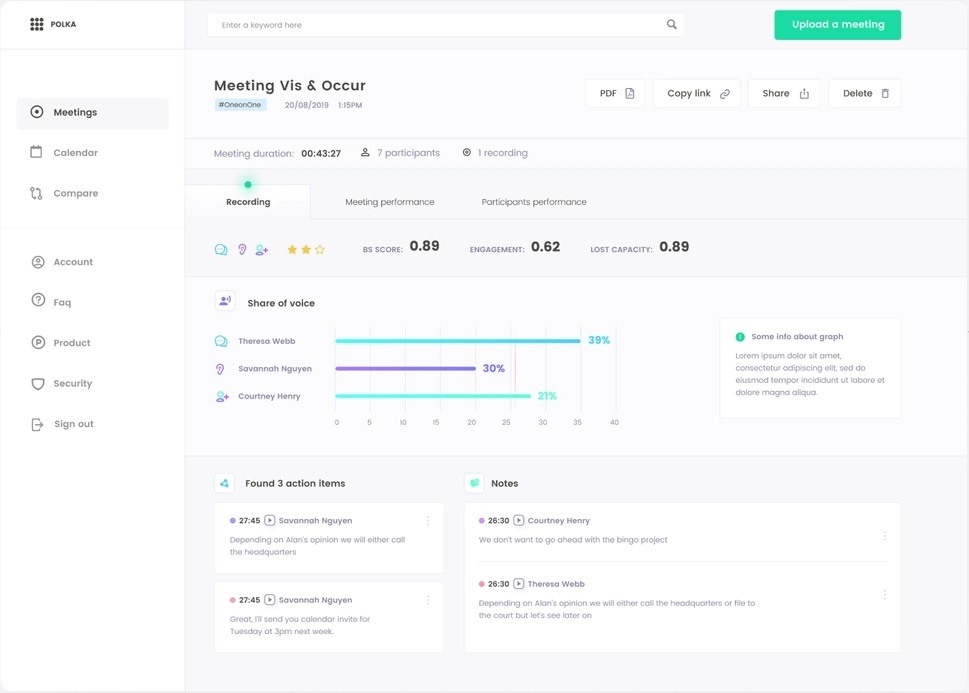 POLKA
Enter a keyword here
Upload a meeting
Meetings
Calendar
Compare
Account
Faq
Product
Security
Sign out
Meeting Vis & Occur
#OneonOne 20/08/2019 1:15PM
PDF
Copy link
Share
Delete
Meeting duration: 00:43:27 7 participants 1 recording
Recording
Meeting performance
Participants performance
BS SCORE: 0.89 ENGAGEMENT: 0.62 LOST CAPACITY: 0.89
Share of voice
Theresa Webb 39%
Savannah Nguyen 30%
Courtney Henry 21%
0 5 10 15 20 25 30 35 40
Some info about graph
Lorem ipsum dolor sit amet,
consectetur adipiscing elit, sed do
eiusmod tempor incididunt ut labore et
dolore magna aliqua.
Found 3 action items
27:45 Savannah Nguyen
Depending on Alan's opinion we will either call
the headquarters
27:45 Savannah Nguyen
Great, I'll send you calendar invite for
Tuesday at 3pm next week.
Notes
26:30 Courtney Henry
We don't want to go ahead with the bingo project
26:30 Theresa Webb
Depending on Alan's opinion we will either call the headquarters or file to
the court but let's see later on